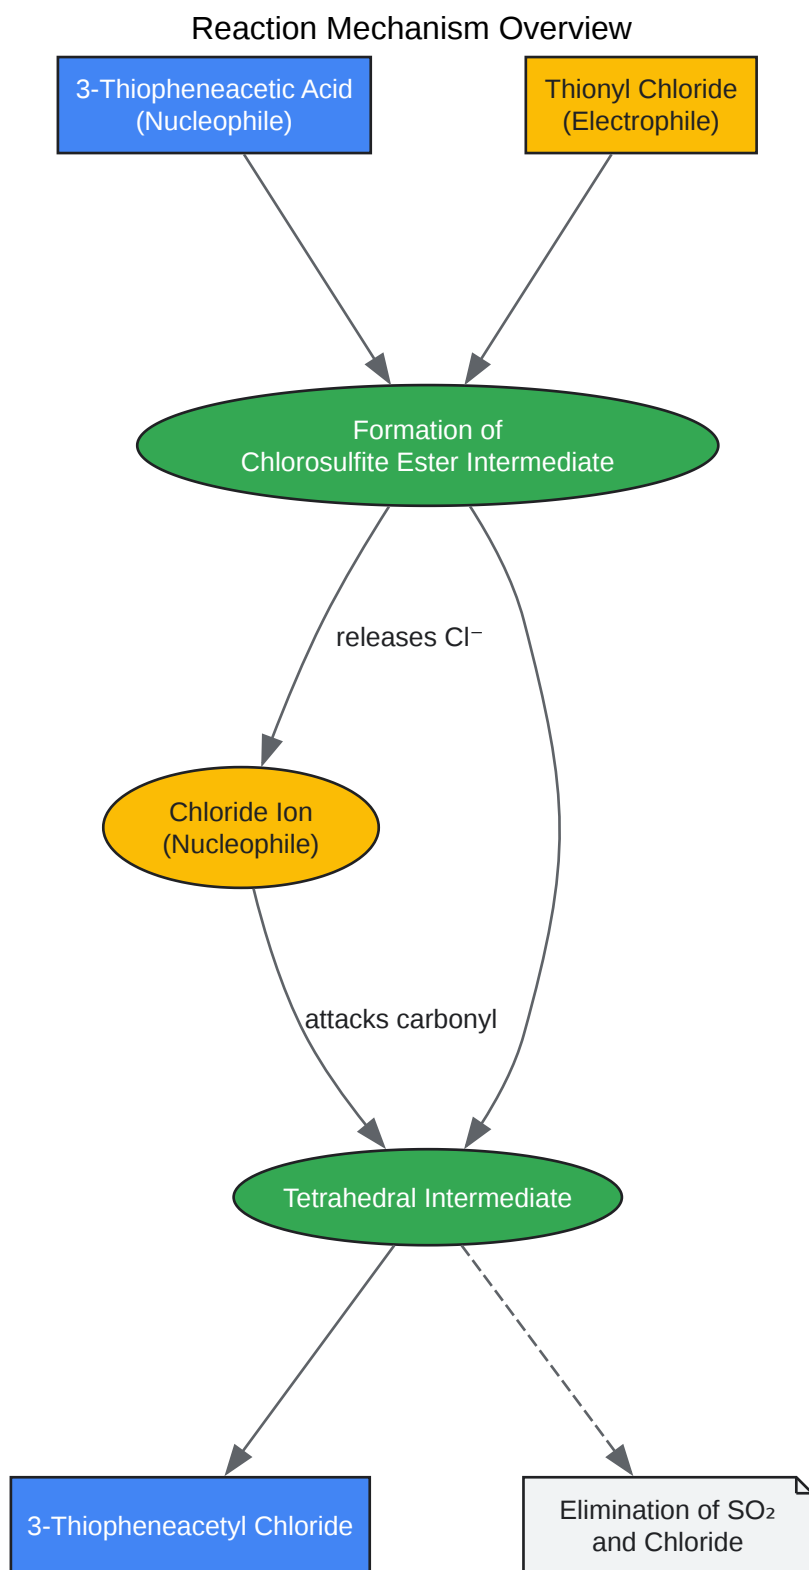 Reaction Mechanism Overview
3-Thiopheneacetic Acid
(Nucleophile)
Thionyl Chloride
(Electrophile)
Formation of
Chlorosulfite Ester Intermediate
releases Cl⁻
Chloride Ion
(Nucleophile)
attacks carbonyl
Tetrahedral Intermediate
3-Thiopheneacetyl Chloride
Elimination of SO₂
and Chloride